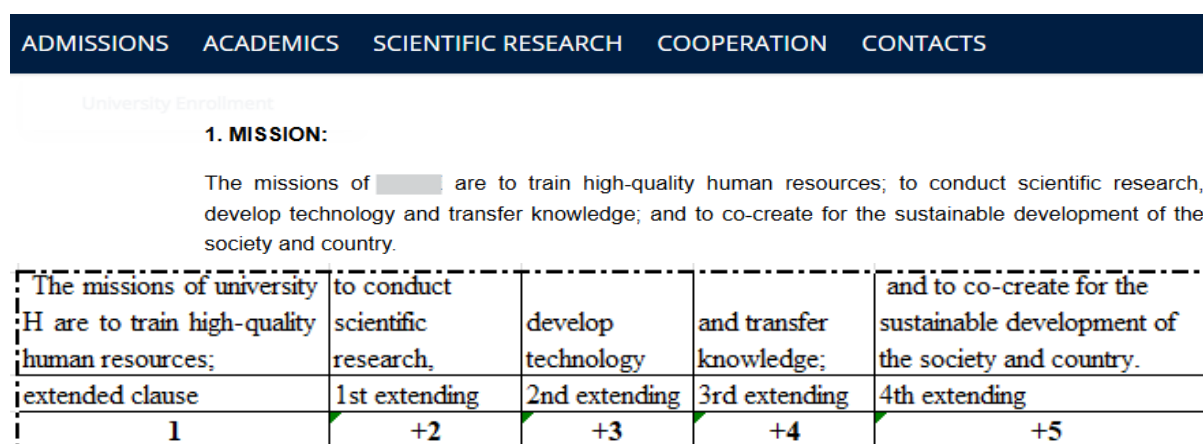 ADMISSIONS ACADEMICS SCIENTIFIC RESEARCH COOPERATION CONTACTS
University Enrollment
1. MISSION:
The missions of are to train high-quality human resources; to conduct scientific research,
develop technology and transfer knowledge; and to co-create for the sustainable development of the
society and country.
The missions of university H are to train high-quality human resources; to conduct scientific research, develop technology and transfer knowledge; and to co-create for the sustainable development of the society and country.
extended clause 1st extending 2nd extending 3rd extending 4th extending
1 +2 +3 +4 +5